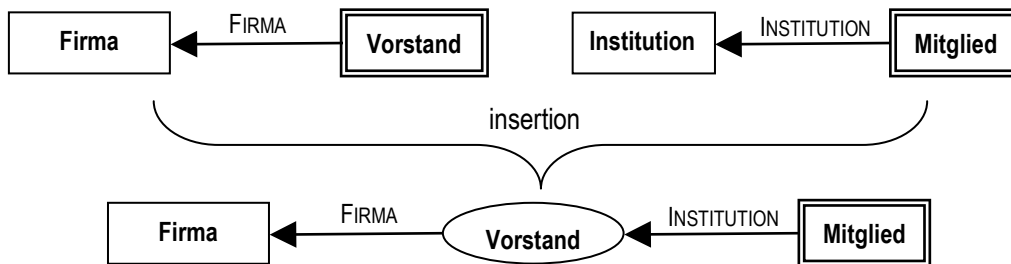 Firma FIRMA Vorstand Institution INSTITUTION Mitglied
insertion
Firma FIRMA Vorstand INSTITUTION Mitglied